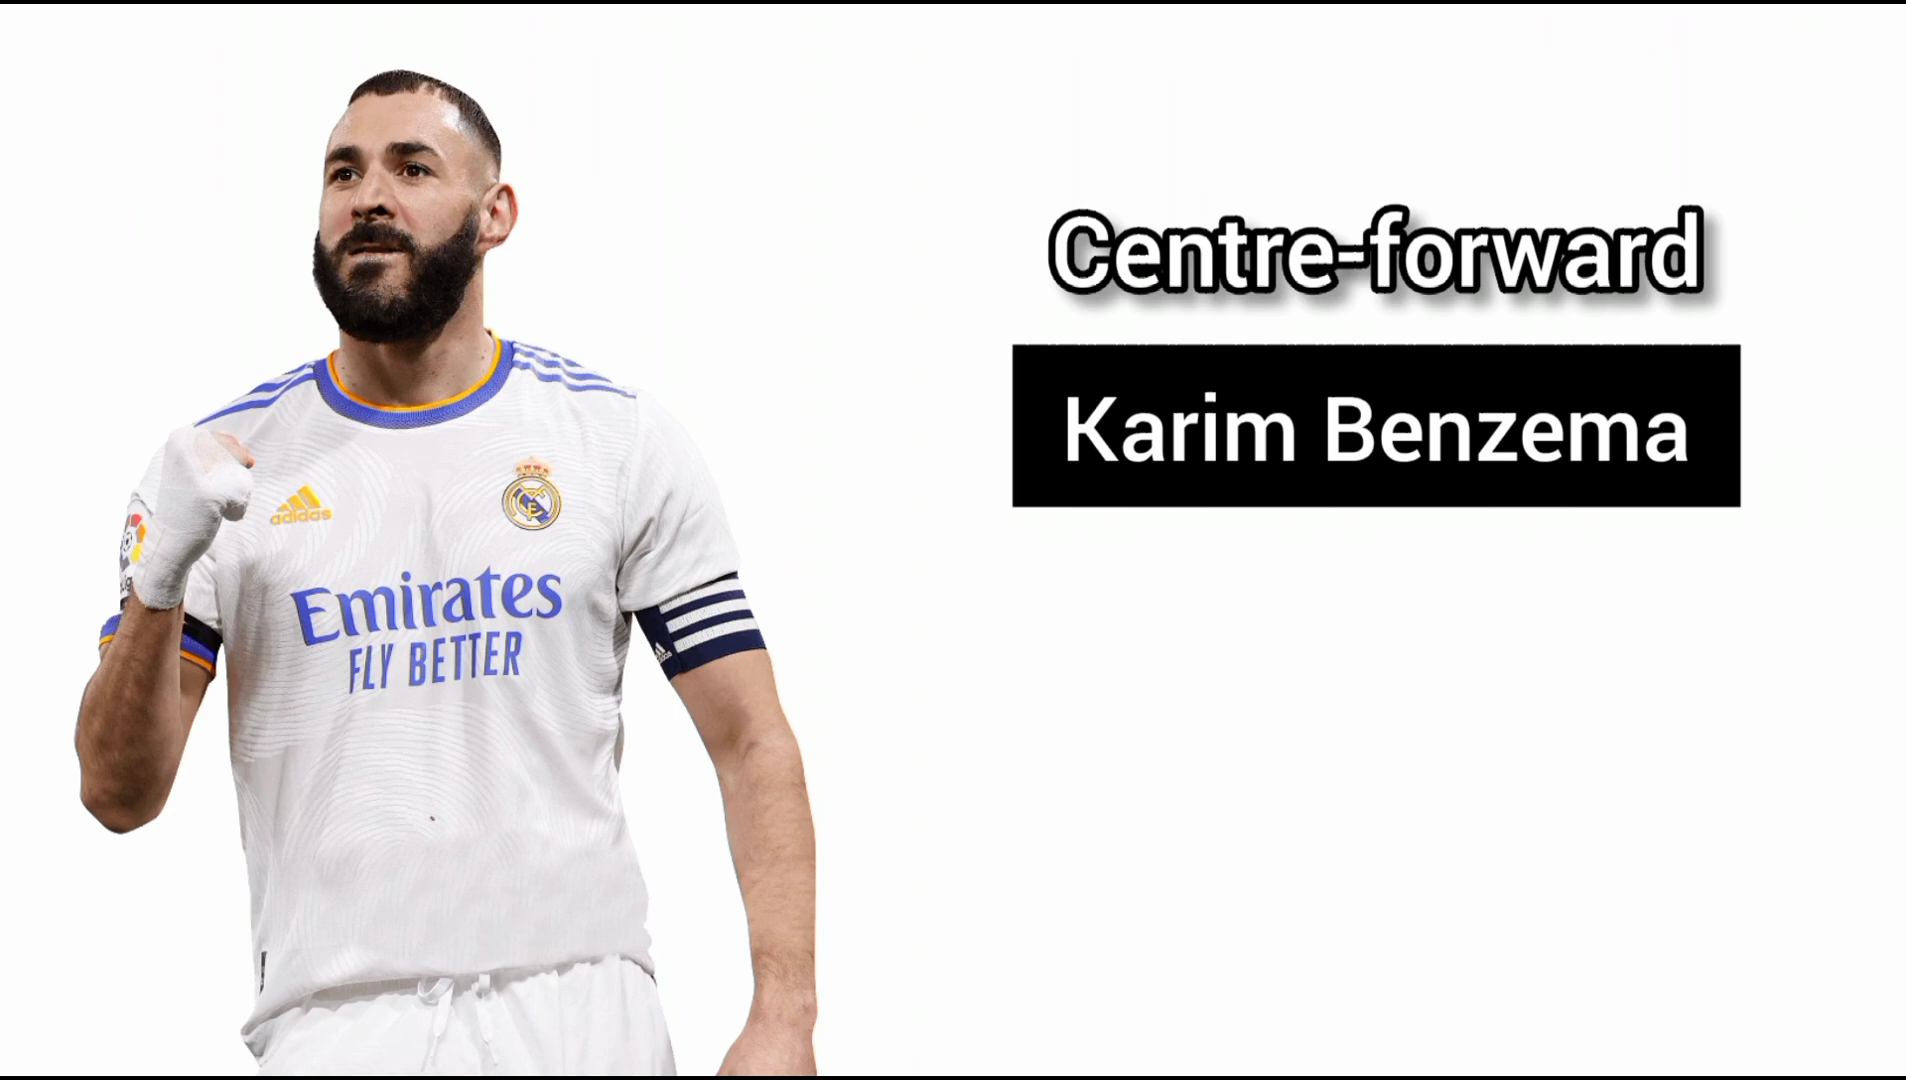 Centre-forward
Karim Benzema
adidas
Emirates
FLY BETTER